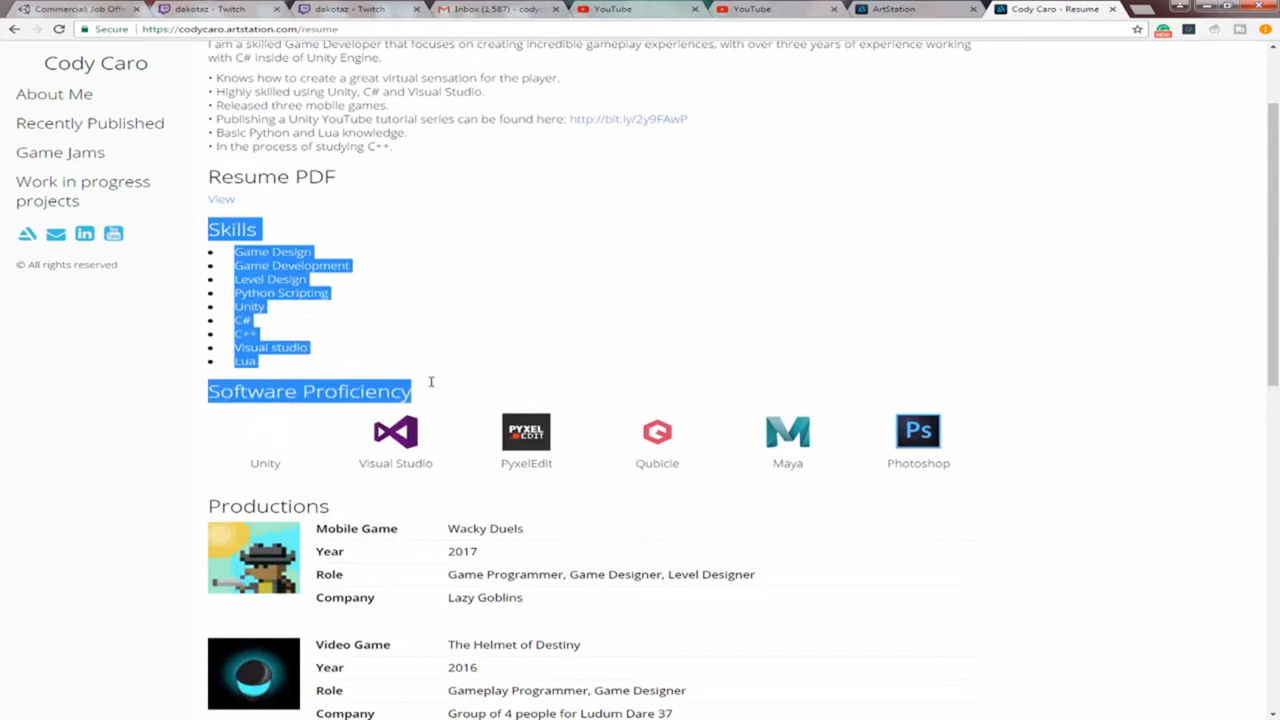 Commercial: Job Off
dakotaz - Twitch
dakotaz - Twitch
Inbox (1,587) - cody
YouTube
YouTube
ArtStation
Cody Caro - Resume
Secure
https://codycaro.artstation.com/resume
Cody Caro
About Me
Recently Published
Game Jams
Work in progress
projects
© All rights reserved
I am a skilled Game Developer that focuses on creating incredible gameplay experiences, with over three years of experience working
with C# inside of Unity Engine.
• Knows how to create a great virtual sensation for the player.
• Highly skilled using Unity, C# and Visual Studio.
• Released three mobile games.
• Publishing a Unity YouTube tutorial series can be found here: http://bit.ly/2y9FAwP
• Basic Python and Lua knowledge.
• In the process of studying C++.
Resume PDF
View
Skills
• Game Design
• Game Development
• Level Design
• Python Scripting
• Unity
• C#
• C++
• Visual studio
• Lua
Software Proficiency
PYXEL EDIT
Ps
Unity
Visual Studio
PyxelEdit
Qubicle
Maya
Photoshop
Productions
Mobile Game Wacky Duels
Year 2017
Role Game Programmer, Game Designer, Level Designer
Company Lazy Goblins
Video Game The Helmet of Destiny
Year 2016
Role Gameplay Programmer, Game Designer
Company Group of 4 people for Ludum Dare 37